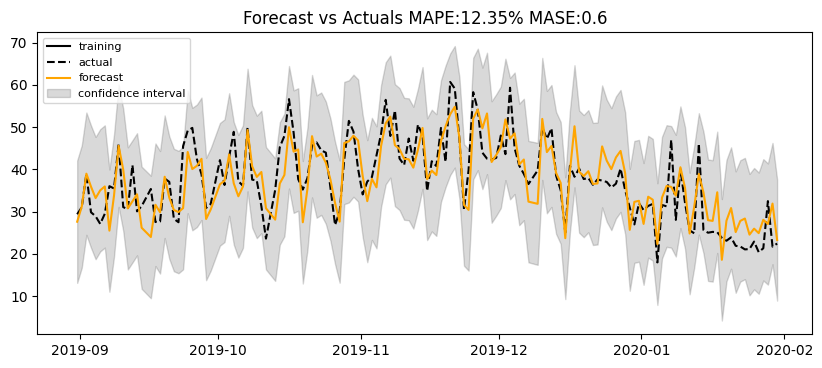 Forecast vs Actuals MAPE:12.35% MASE:0.6
training
actual
forecast
confidence interval
70
60
50
40
30
20
10
2019-09 2019-10 2019-11 2019-12 2020-01 2020-02